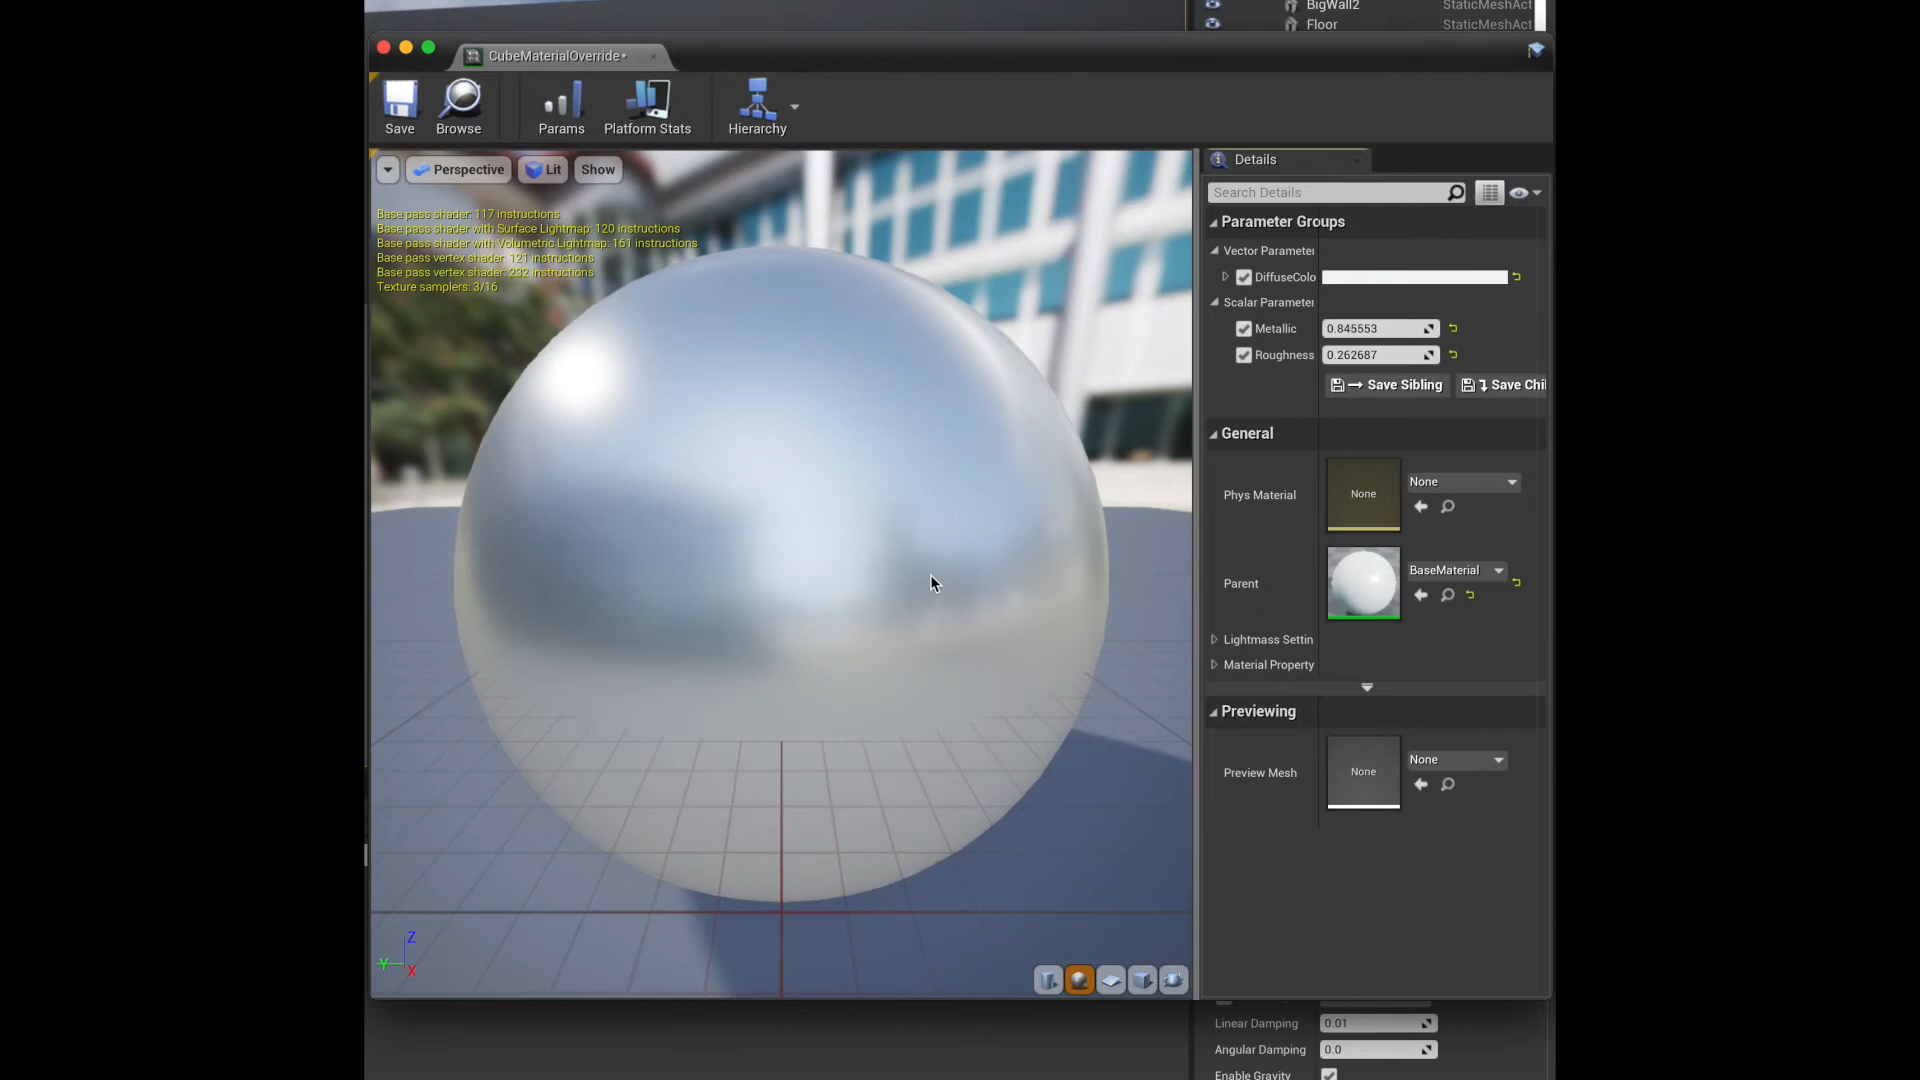 BigWall2 StaticMeshAct
Floor StaticMeshAct
CubeMaterialOverride•
Save Browse Params Platform Stats Hierarchy
Perspective Lit Show
Base pass shader: 117 instructions
Base pass shader with Surface Lightmap: 120 instructions
Base pass shader with Volumetric Lightmap: 161 instructions
Base pass vertex shader: 121 instructions
Base pass vertex shader: 232 instructions
Texture samplers: 3/16
Z
Y
X
Details
Search Details
Parameter Groups
Vector Parameter
DiffuseColo
Scalar Parameter
Metallic 0.845553
Roughness 0.262687
Save Sibling Save Chi
General
Phys Material None None
Parent BaseMaterial
Lightmass Settin
Material Property
Previewing
Preview Mesh None None
Linear Damping 0.01
Angular Damping 0.0
Enable Gravity